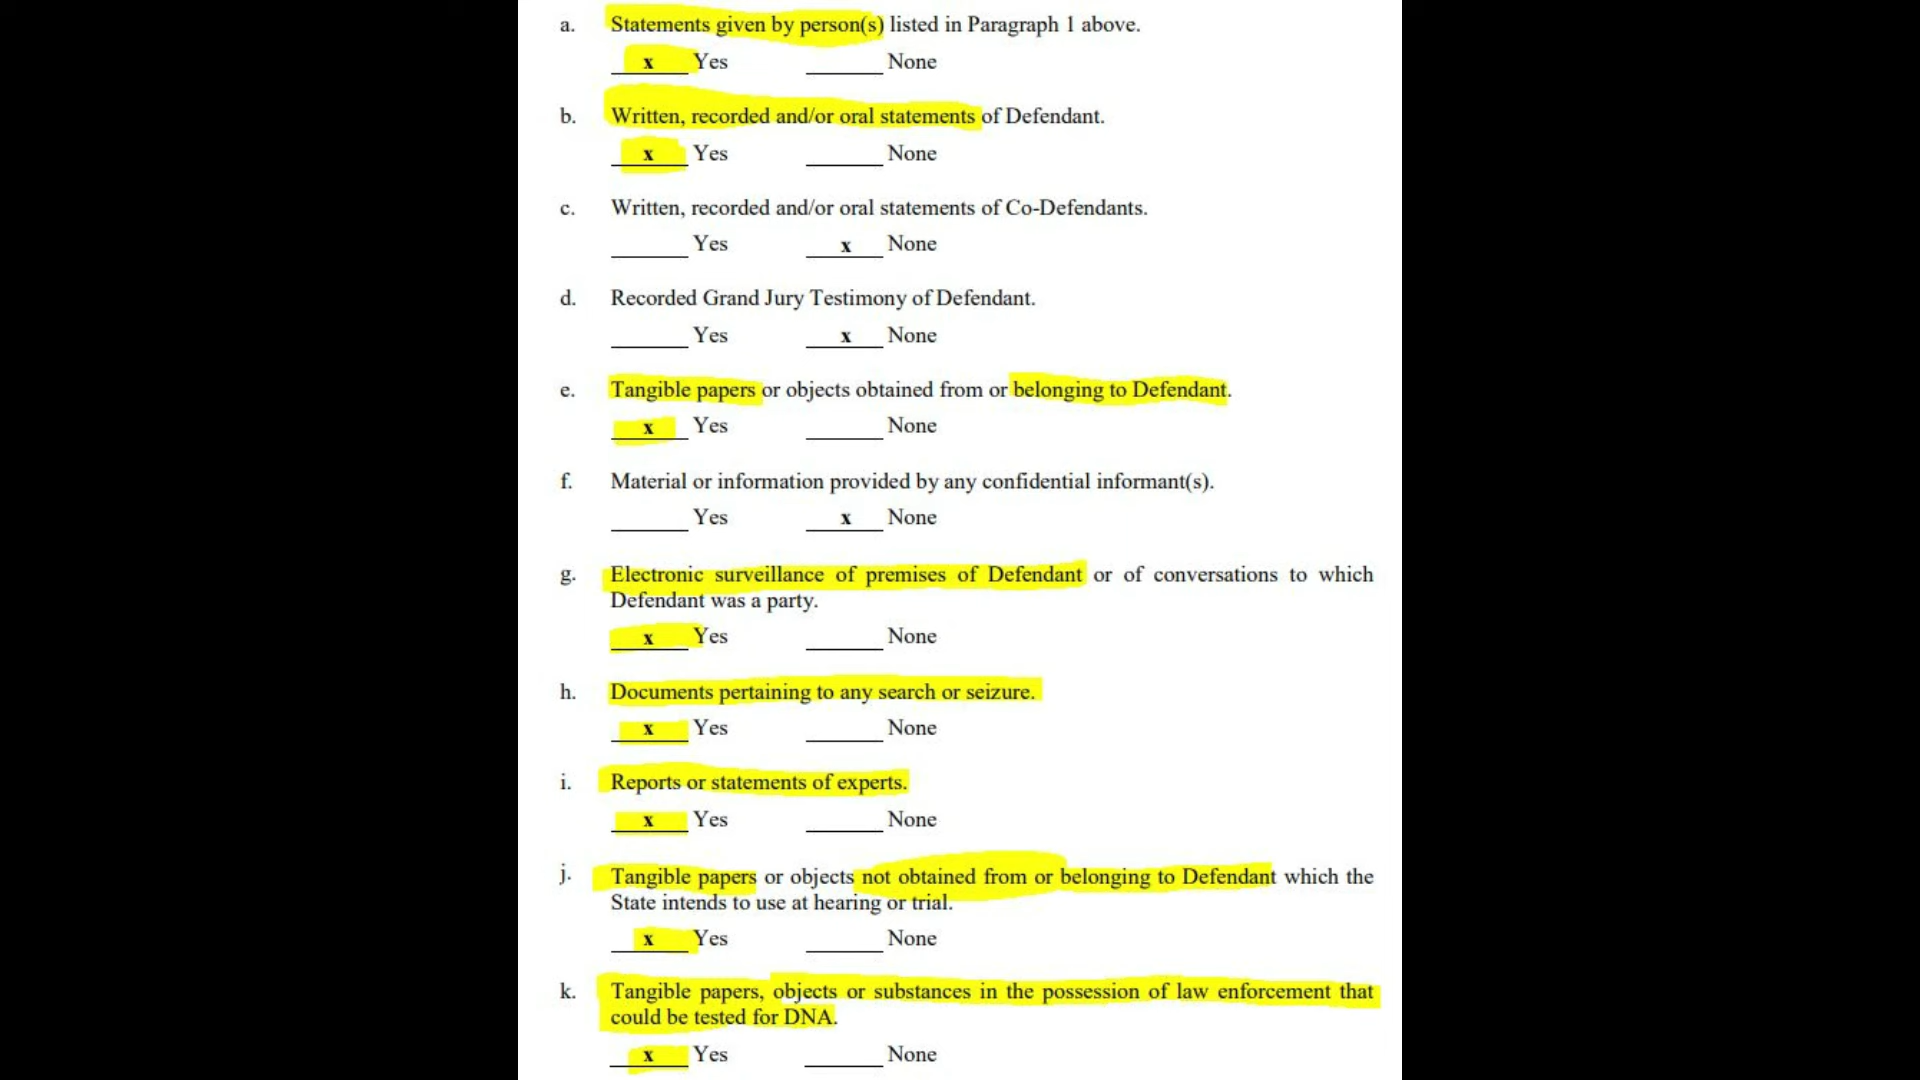 a. Statements given by person(s) listed in Paragraph 1 above.
x Yes None
b. Written, recorded and/or oral statements of Defendant.
x Yes None
c. Written, recorded and/or oral statements of Co-Defendants.
Yes x None
d. Recorded Grand Jury Testimony of Defendant.
Yes x None
e. Tangible papers or objects obtained from or belonging to Defendant.
x Yes None
f. Material or information provided by any confidential informant(s).
Yes x None
g. Electronic surveillance of premises of Defendant or of conversations to which
Defendant was a party.
x Yes None
h. Documents pertaining to any search or seizure.
x Yes None
i. Reports or statements of experts.
x Yes None
j. Tangible papers or objects not obtained from or belonging to Defendant which the
State intends to use at hearing or trial.
x Yes None
k. Tangible papers, objects or substances in the possession of law enforcement that
could be tested for DNA.
x Yes None